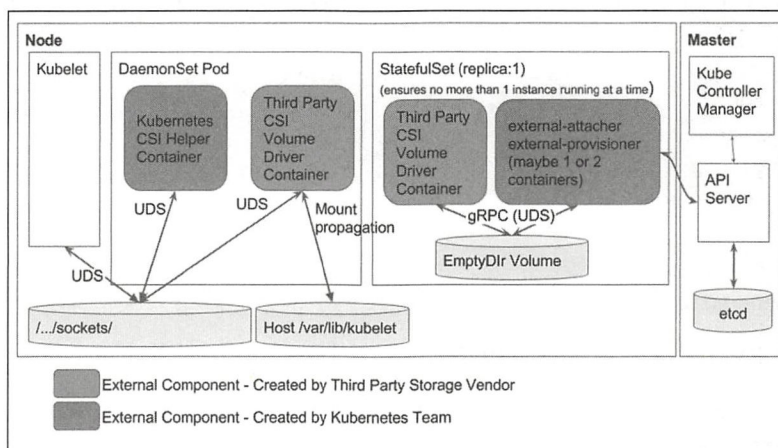 Node
Kubelet
DaemonSet Pod
Kubernetes
CSI Helper
Container
Third Party
CSI
Volume
Driver
Container
UDS
UDS
UDS
Mount
propagation
/.../sockets/
Host /var/lib/kubelet
StatefulSet (replica:1)
(ensures no more than 1 instance running at a time)
Third Party
CSI
Volume
Driver
Container
external-attacher
external-provisioner
(maybe 1 or 2
containers)
gRPC (UDS)
EmptyDIr Volume
Master
Kube
Controller
Manager
API
Server
etcd
External Component - Created by Third Party Storage Vendor
External Component - Created by Kubernetes Team